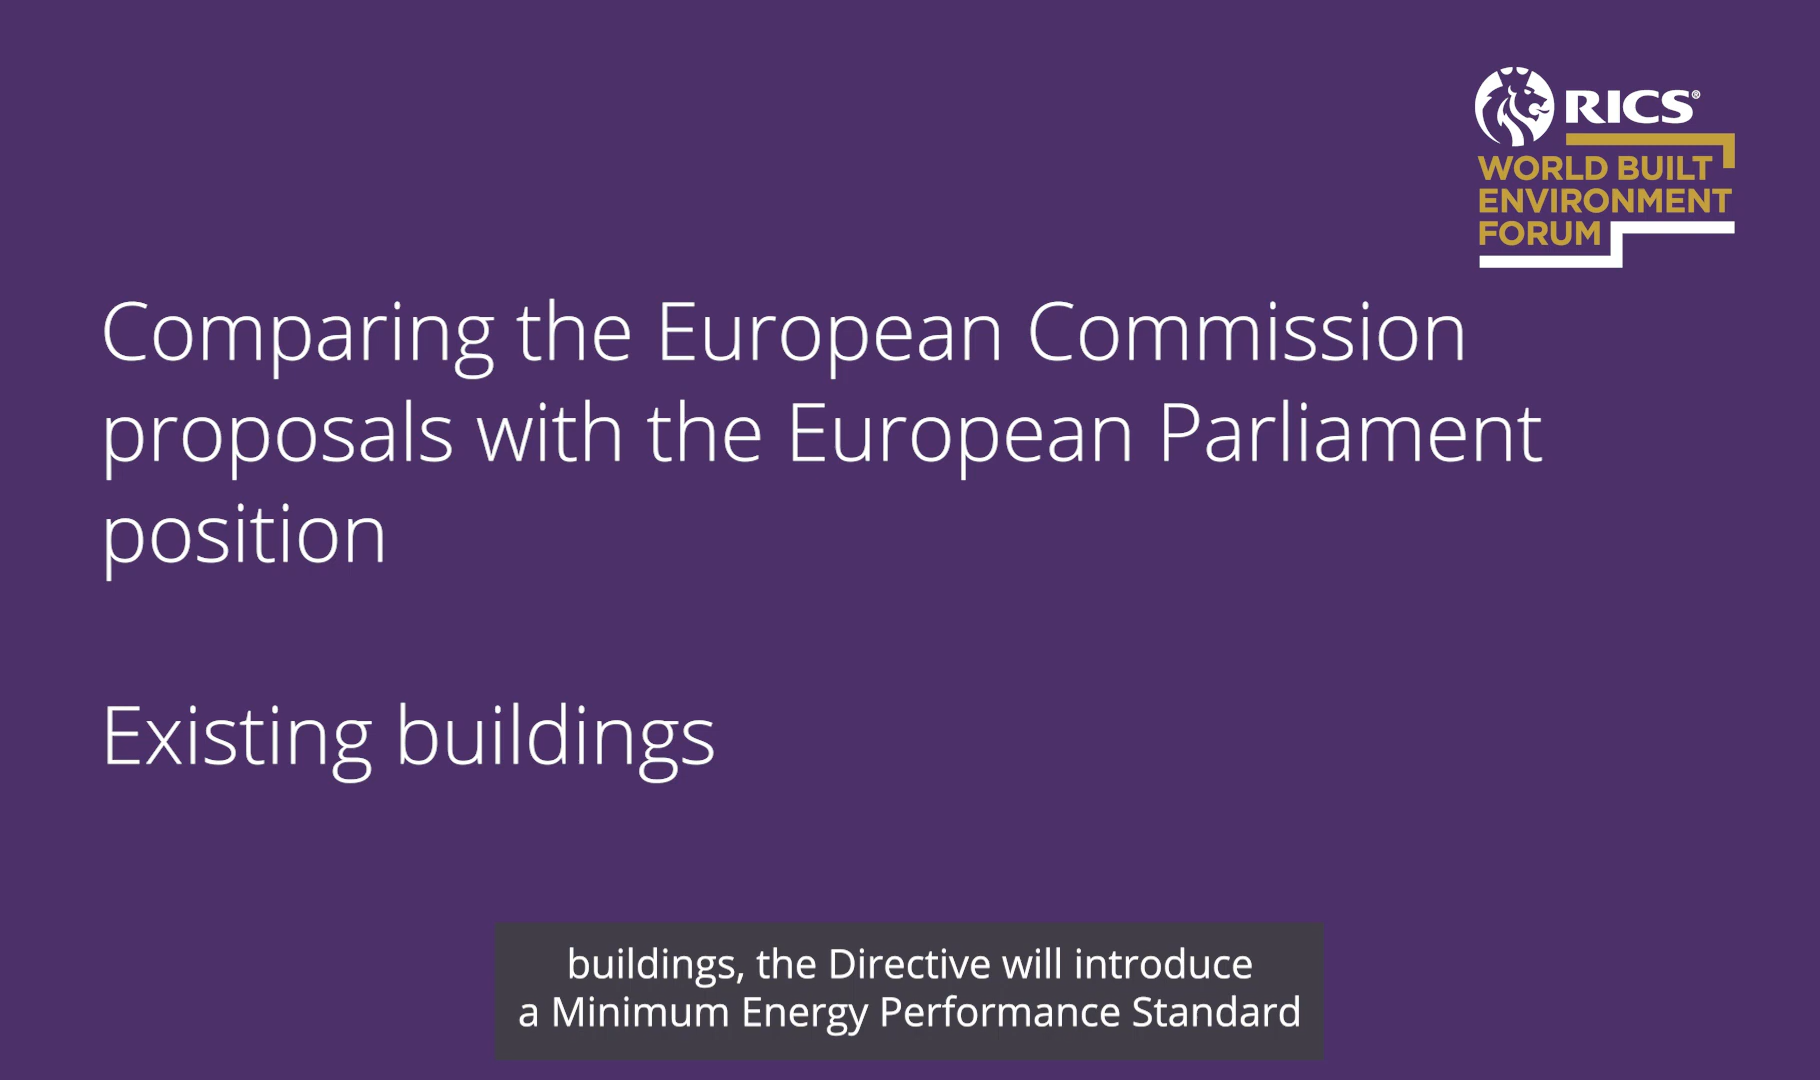 RICS®
WORLD BUILT
ENVIRONMENT
FORUM
Comparing the European Commission
proposals with the European Parliament
position
Existing buildings
buildings, the Directive will introduce
a Minimum Energy Performance Standard